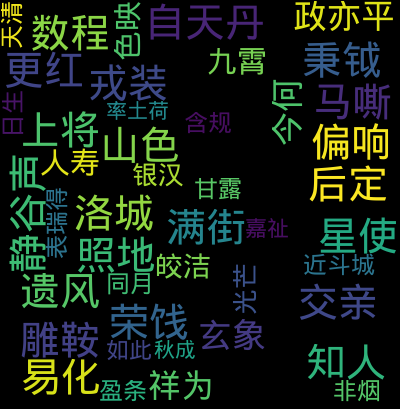 天清
数程
色映
自天丹
政亦平
九霄
更红
戎装
秉钺
今何
马嘶
日生
率土荷
含规
上将
山色
偏响
人寿
银汉
后定
静谷声
表瑞得
甘露
洛城
满街
嘉祉
星使
照地
皎洁
近斗城
遗风
同月
光芒
交亲
荣饯
玄象
雕鞍
如此
秋成
知人
易化
盈条
祥为
非烟